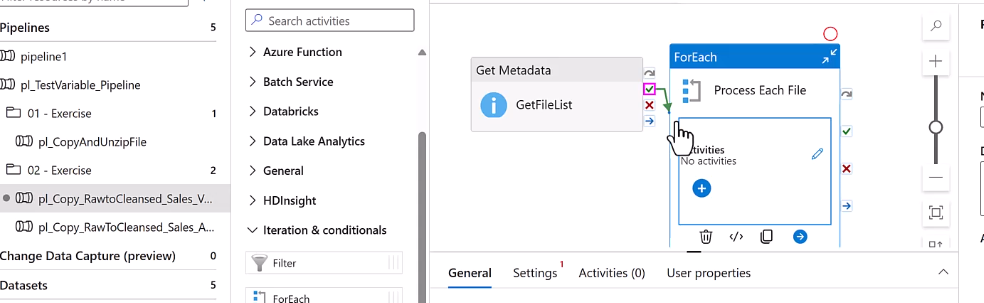 Pipelines 5
pipeline1
pl_TestVariable_Pipeline
01 - Exercise 1
pl_CopyAndUnzipFile
02 - Exercise 2
pl_Copy_RawtoCleansed_Sales_V...
pl_Copy_RawToCleansed_Sales_A...
Change Data Capture (preview) 0
Datasets 5
Search activities
Azure Function
Batch Service
Databricks
Data Lake Analytics
General
HDInsight
Iteration & conditionals
Filter
ForEach
Get Metadata
GetFileList
ForEach
Process Each File
Activities
No activities
General Settings 1 Activities (0) User properties